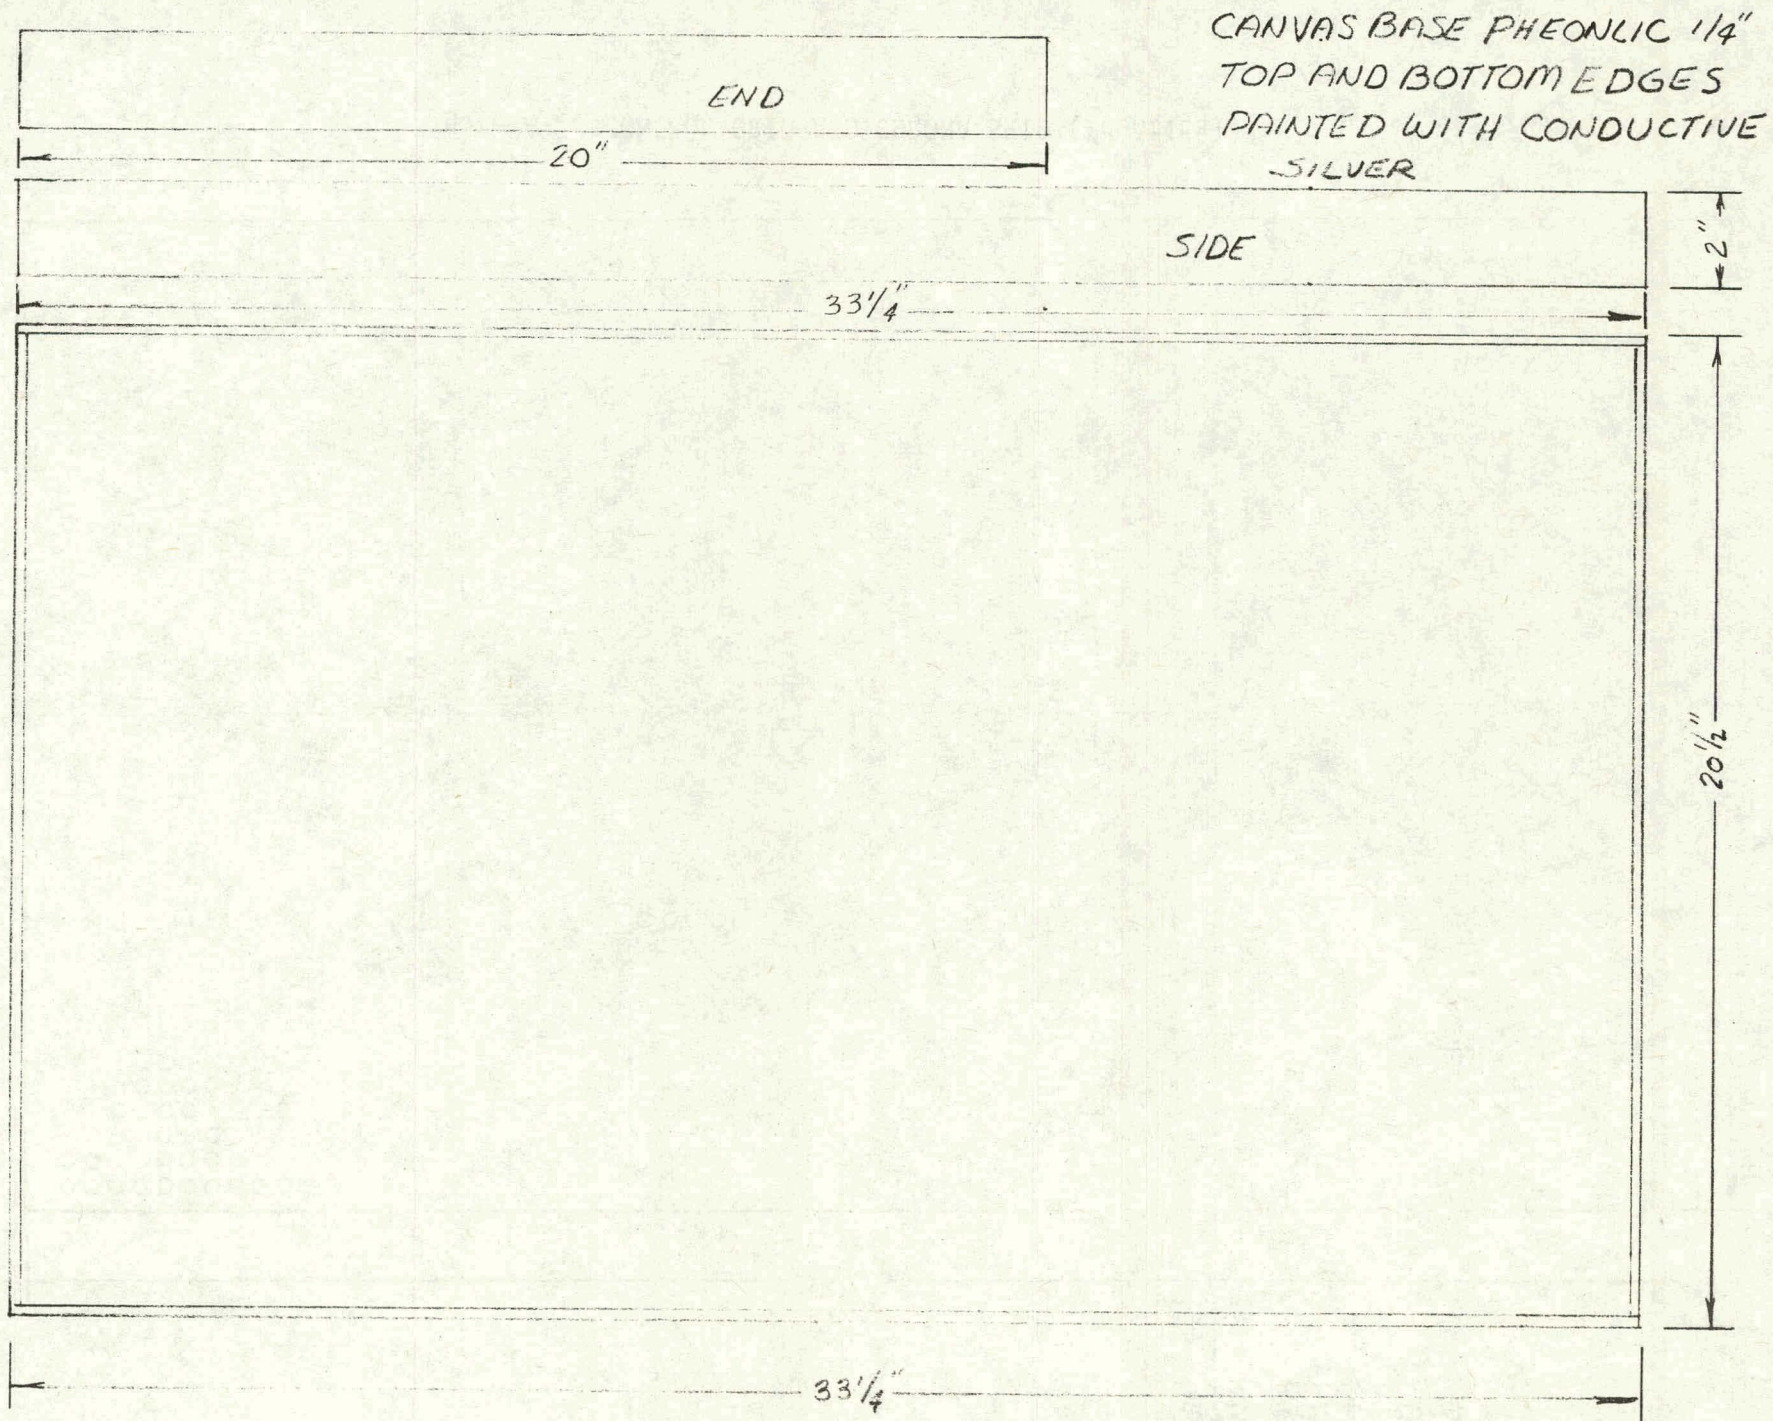 CANVAS BASE PHEONLIC 1/4"
TOP AND BOTTOM EDGES
PAINTED WITH CONDUCTIVE
SILVER
END
20"
SIDE
2"
33 1/4"
20 1/2"
33 1/4"